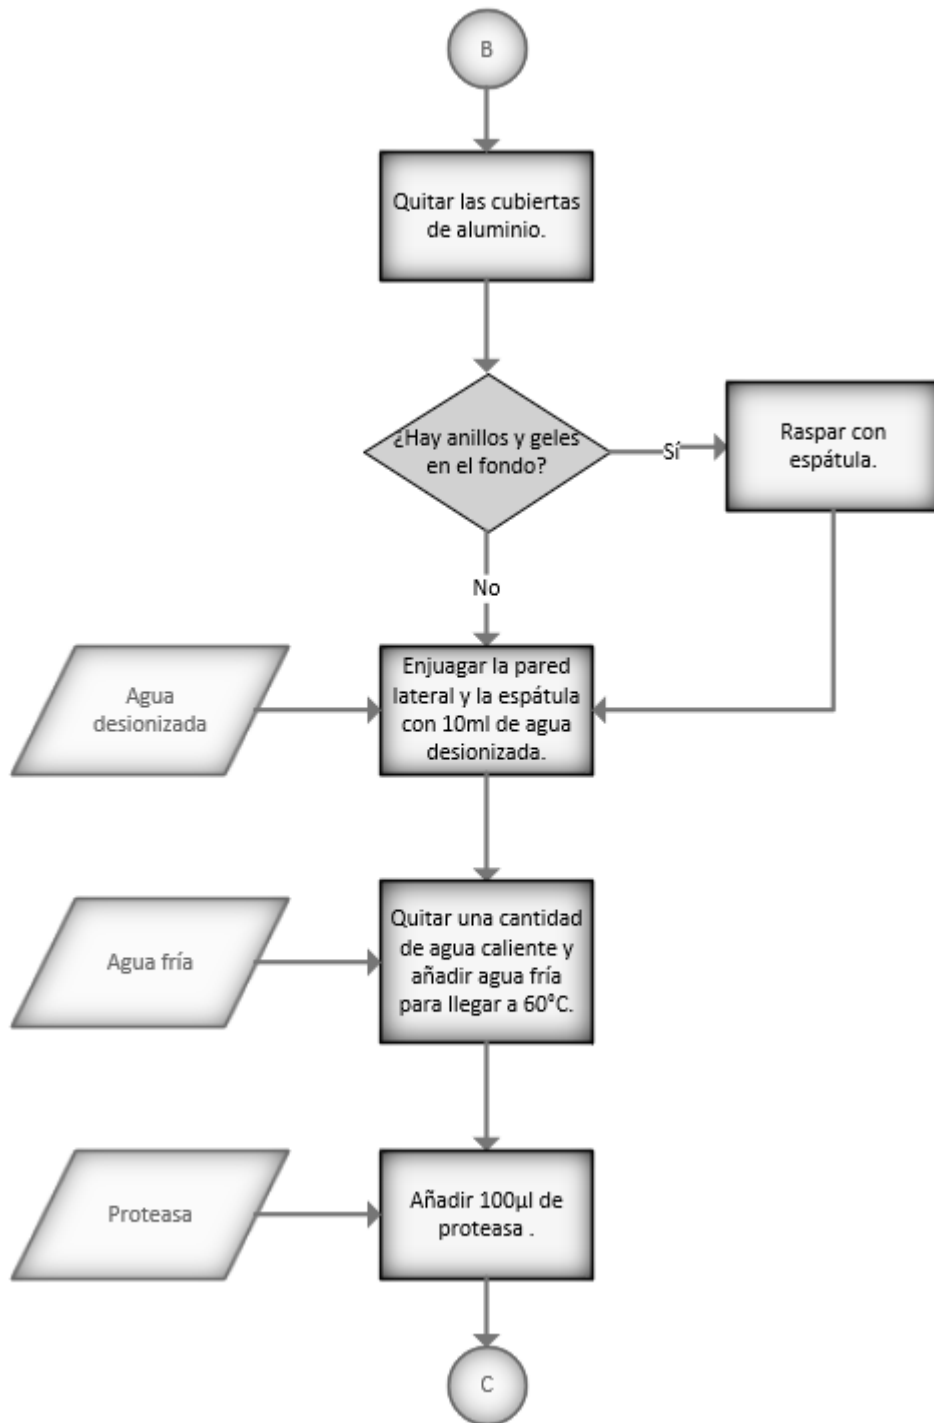 B
Quitar las cubiertas
de aluminio.
¿Hay anillos y geles
en el fondo?
Sí
Raspar con
espátula.
No
Agua
desionizada
Enjuagar la pared
lateral y la espátula
con 10ml de agua
desionizada.
Agua fría
Quitar una cantidad
de agua caliente y
añadir agua fría
para llegar a 60°C.
Proteasa
Añadir 100µl de
proteasa .
C